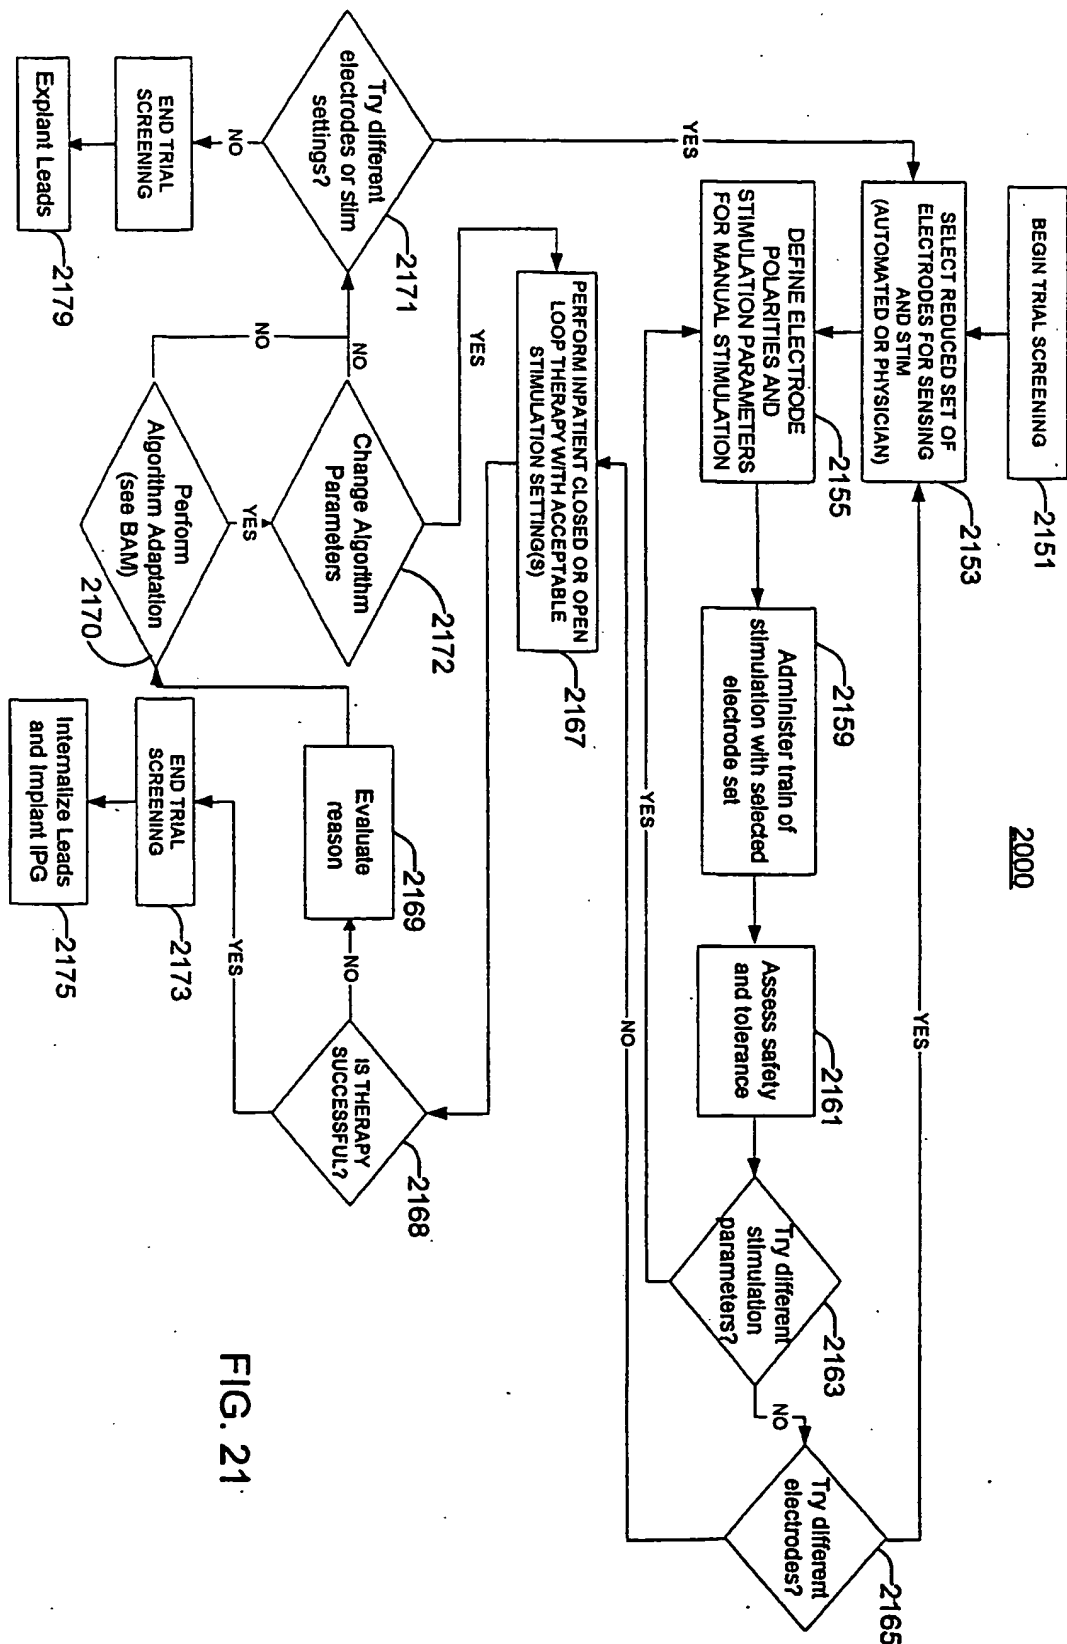 2000
BEGIN TRIAL SCREENING
2151
SELECT REDUCED SET OF
ELECTRODES FOR SENSING
AND STIM
(AUTOMATED OR PHYSICIAN)
2153
DEFINE ELECTRODE
POLARITIES AND
STIMULATION PARAMETERS
FOR MANUAL STIMULATION
2155
Administer train of
stimulation with selected
electrode set
2159
Assess safety
and tolerance
2161
Try different
stimulation
parameters?
2163
YES
NO
Try different
electrodes?
2165
YES
NO
PERFORM INPATIENT CLOSED OR OPEN
LOOP THERAPY WITH ACCEPTABLE
STIMULATION SETTING(S)
2167
IS THERAPY
SUCCESSFUL?
2168
NO
YES
Evaluate
reason
2169
END TRIAL
SCREENING
2173
Internalize Leads
and Implant IPG
2175
Perform
Algorithm Adaptation
(see BAM)
2170
YES
NO
Change Algorithm
Parameters
2172
YES
NO
Try different
electrodes or stim
settings?
2171
YES
NO
END TRIAL
SCREENING
Explant Leads
2179
FIG. 21